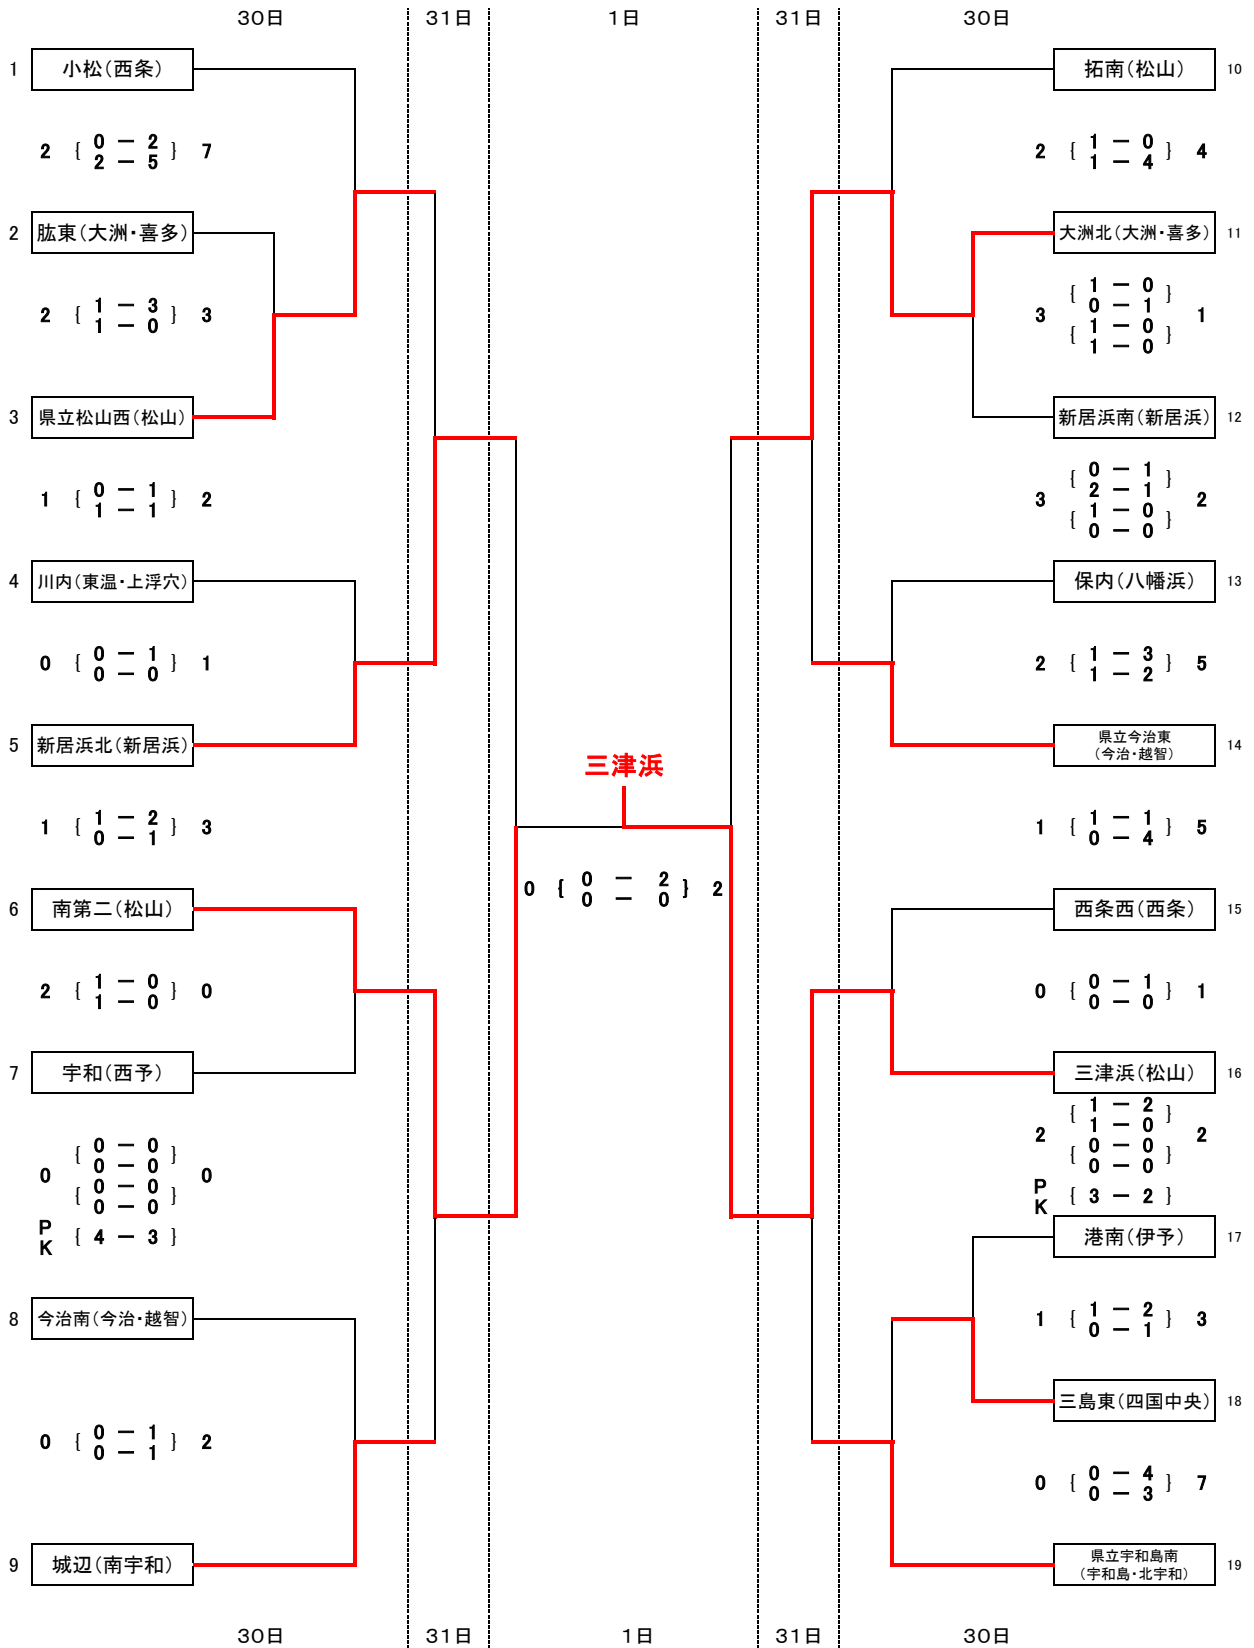 30日 31日 1日 31日 30日
1 小松(西条)
2 { 0 － 2 } 7
2 － 5
2 肱東(大洲・喜多)
2 { 1 － 3 } 3
1 － 0
3 県立松山西(松山)
1 { 0 － 1 } 2
1 － 1
4 川内(東温・上浮穴)
0 { 0 － 1 } 1
0 － 0
5 新居浜北(新居浜)
1 { 1 － 2 } 3
0 － 1
6 南第二(松山)
2 { 1 － 0 } 0
1 － 0
7 宇和(西予)
0 { 0 － 0 } 0
0 － 0
{ 0 － 0 }
0 － 0
PK { 4 － 3 }
8 今治南(今治・越智)
0 { 0 － 1 } 2
0 － 1
9 城辺(南宇和)
三津浜
0 { 0 － 2 } 2
0 － 0
拓南(松山) 10
2 { 1 － 0 } 4
1 － 4
大洲北(大洲・喜多) 11
3 { 1 － 0 } 1
0 － 1
{ 1 － 0 }
1 － 0
新居浜南(新居浜) 12
3 { 0 － 1 } 2
2 － 1
{ 1 － 0 }
0 － 0
保内(八幡浜) 13
2 { 1 － 3 } 5
1 － 2
県立今治東
(今治・越智) 14
1 { 1 － 1 } 5
0 － 4
西条西(西条) 15
0 { 0 － 1 } 1
0 － 0
三津浜(松山) 16
2 { 1 － 2 } 2
1 － 0
{ 0 － 0 }
0 － 0
PK { 3 － 2 }
港南(伊予) 17
1 { 1 － 2 } 3
0 － 1
三島東(四国中央) 18
0 { 0 － 4 } 7
0 － 3
県立宇和島南
(宇和島・北宇和) 19
30日 31日 1日 31日 30日